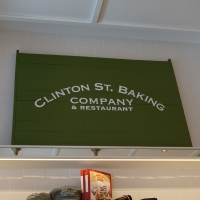 Clinton St. Baking
Company
& Restaurant